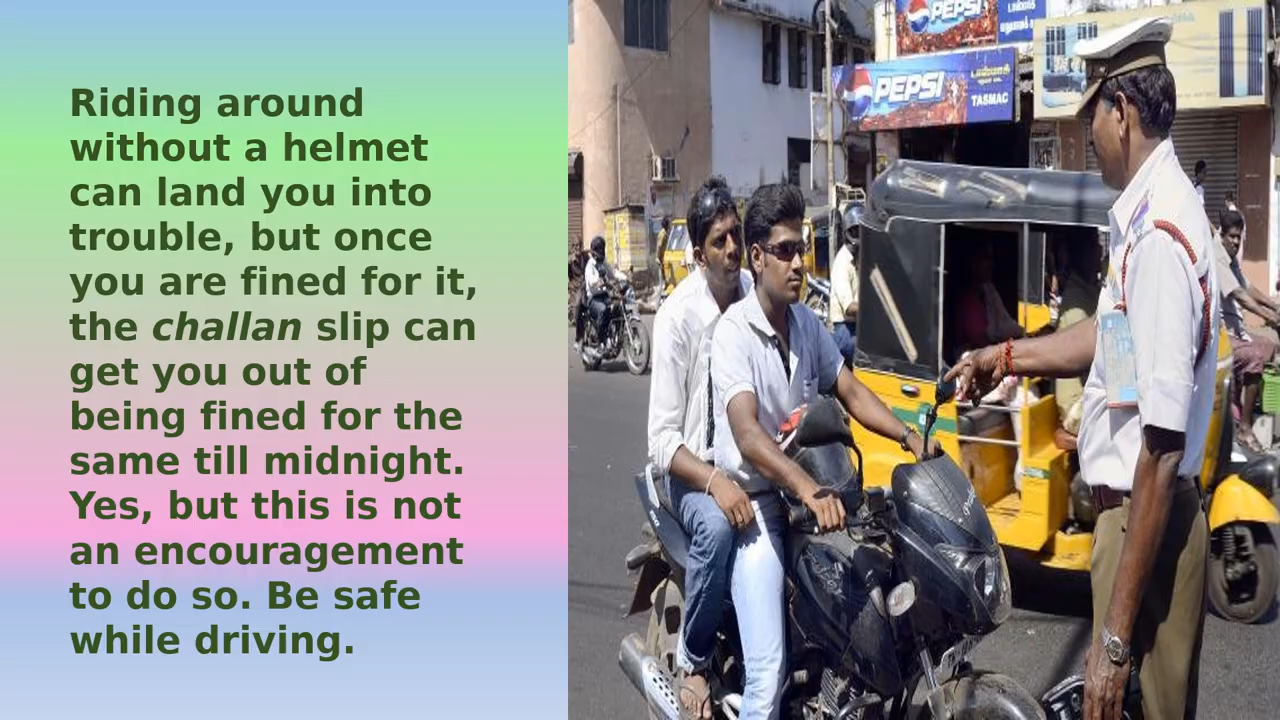 Riding around
without a helmet
can land you into
trouble, but once
you are fined for it,
the challan slip can
get you out of
being fined for the
same till midnight.
Yes, but this is not
an encouragement
to do so. Be safe
while driving.
PEPSI
PEPSI
TASMAC